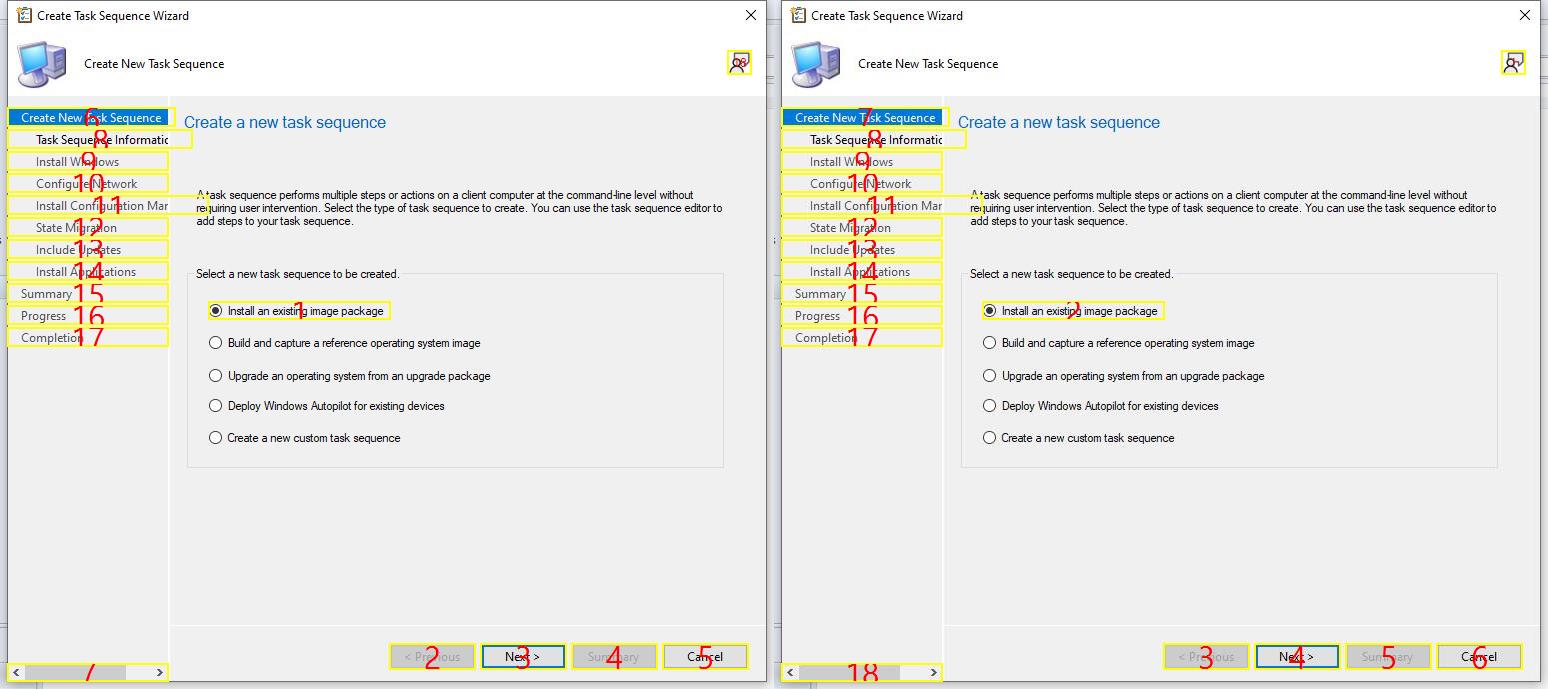 Create Task Sequence Wizard
Create New Task Sequence
Create New Task Sequence
6
Create a new task sequence
Task Sequence Informatic
8
Install Windows
9
Configure Network
10
Install Configuration Mar
11
State Migration
12
Include Updates
13
Install Applications
14
Summary
15
Progress
16
Completion
17
A task sequence performs multiple steps or actions on a client computer at the command-line level without
requiring user intervention. Select the type of task sequence to create. You can use the task sequence editor to
add steps to your task sequence.
Select a new task sequence to be created.
Install an existing image package
1
Build and capture a reference operating system image
Upgrade an operating system from an upgrade package
Deploy Windows Autopilot for existing devices
Create a new custom task sequence
7
< Previous
2
Next >
3
Summary
4
Cancel
5
Create Task Sequence Wizard
Create New Task Sequence
Create New Task Sequence
7
Create a new task sequence
Task Sequence Informatic
8
Install Windows
9
Configure Network
10
Install Configuration Mar
11
State Migration
12
Include Updates
13
Install Applications
14
Summary
15
Progress
16
Completion
17
A task sequence performs multiple steps or actions on a client computer at the command-line level without
requiring user intervention. Select the type of task sequence to create. You can use the task sequence editor to
add steps to your task sequence.
Select a new task sequence to be created.
Install an existing image package
2
Build and capture a reference operating system image
Upgrade an operating system from an upgrade package
Deploy Windows Autopilot for existing devices
Create a new custom task sequence
18
< Previous
3
Next >
4
Summary
5
Cancel
6